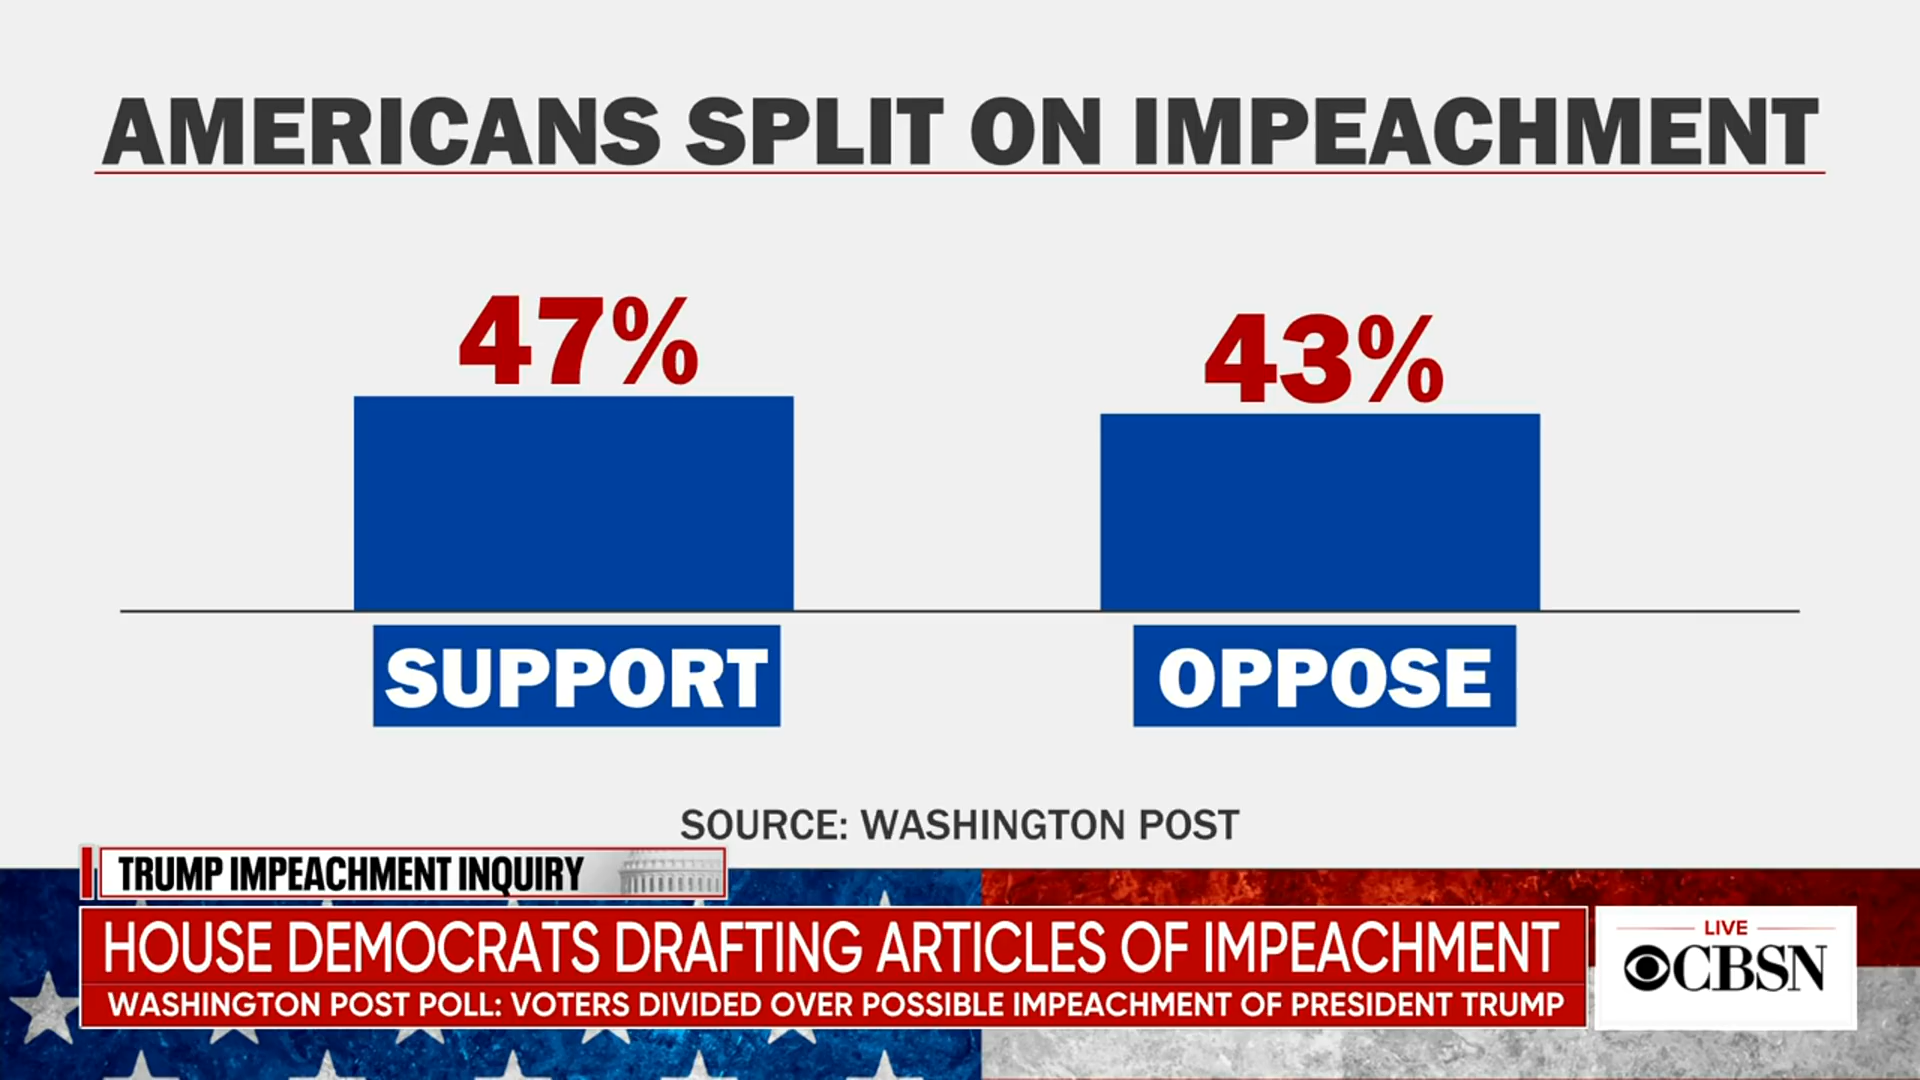 AMERICANS SPLIT ON IMPEACHMENT
47%
43%
SUPPORT
OPPOSE
SOURCE: WASHINGTON POST
TRUMP IMPEACHMENT INQUIRY
HOUSE DEMOCRATS DRAFTING ARTICLES OF IMPEACHMENT
WASHINGTON POST POLL: VOTERS DIVIDED OVER POSSIBLE IMPEACHMENT OF PRESIDENT TRUMP
LIVE
CBSN